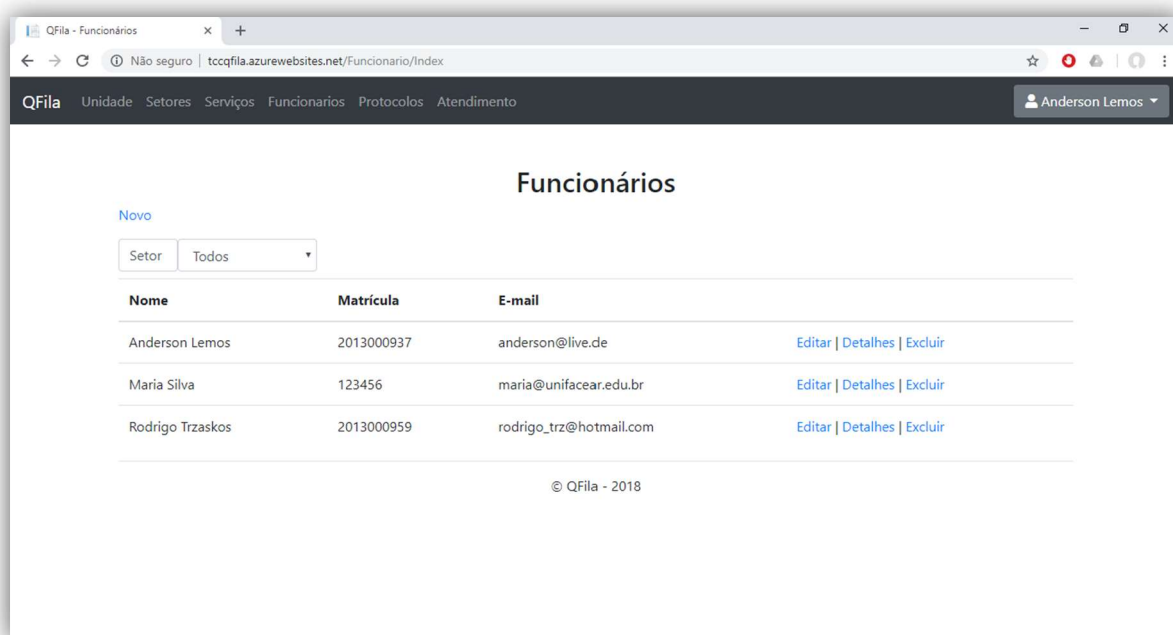 QFila - Funcionários
Não seguro | tccqfila.azurewebsites.net/Funcionario/Index
QFila Unidade Setores Serviços Funcionarios Protocolos Atendimento Anderson Lemos
Funcionários
Novo
Setor Todos
Nome Matrícula E-mail
Anderson Lemos 2013000937 anderson@live.de Editar | Detalhes | Excluir
Maria Silva 123456 maria@unifacear.edu.br Editar | Detalhes | Excluir
Rodrigo Trzaskos 2013000959 rodrigo_trz@hotmail.com Editar | Detalhes | Excluir
© QFila - 2018